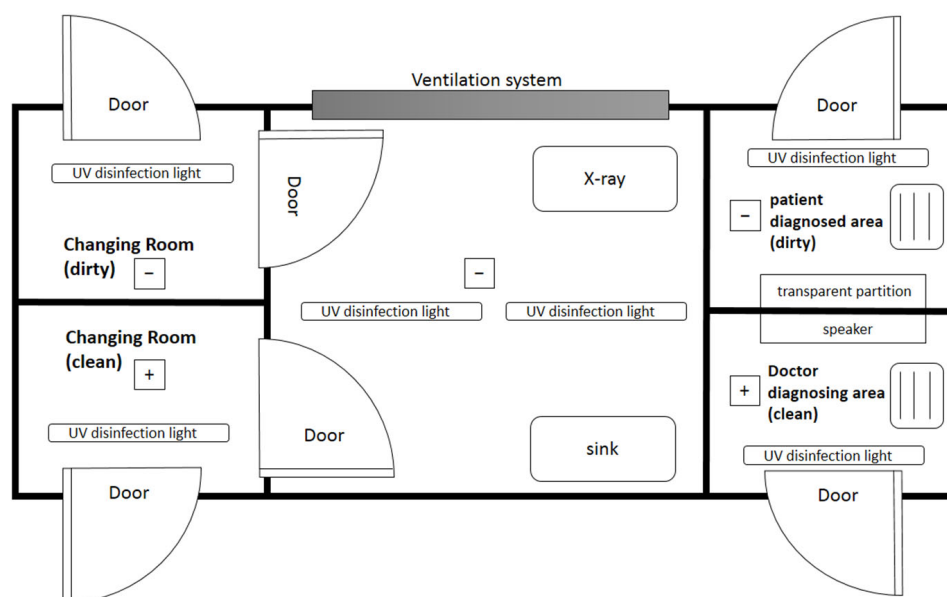 Ventilation system
Door
Door
UV disinfection light
UV disinfection light
Door
X-ray
patient
diagnosed area
(dirty)
−
Changing Room
(dirty)
−
−
UV disinfection light
UV disinfection light
transparent partition
speaker
Changing Room
(clean)
+
Doctor
diagnosing area
(clean)
+
UV disinfection light
Door
sink
UV disinfection light
Door
Door